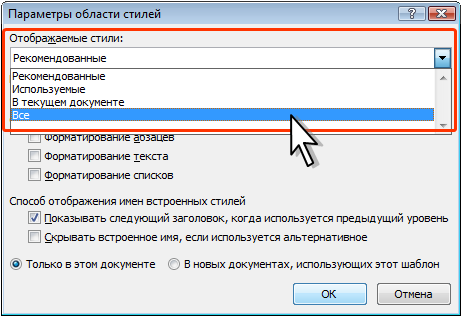 Параметры области стилей
Отображаемые стили:
Рекомендованные
Рекомендованные
Используемые
В текущем документе
Все
Форматирование абзацев
Форматирование текста
Форматирование списков
Способ отображения имен встроенных стилей
Показывать следующий заголовок, когда используется предыдущий уровень
Скрывать встроенное имя, если используется альтернативное
Только в этом документе В новых документах, использующих этот шаблон
ОК Отмена